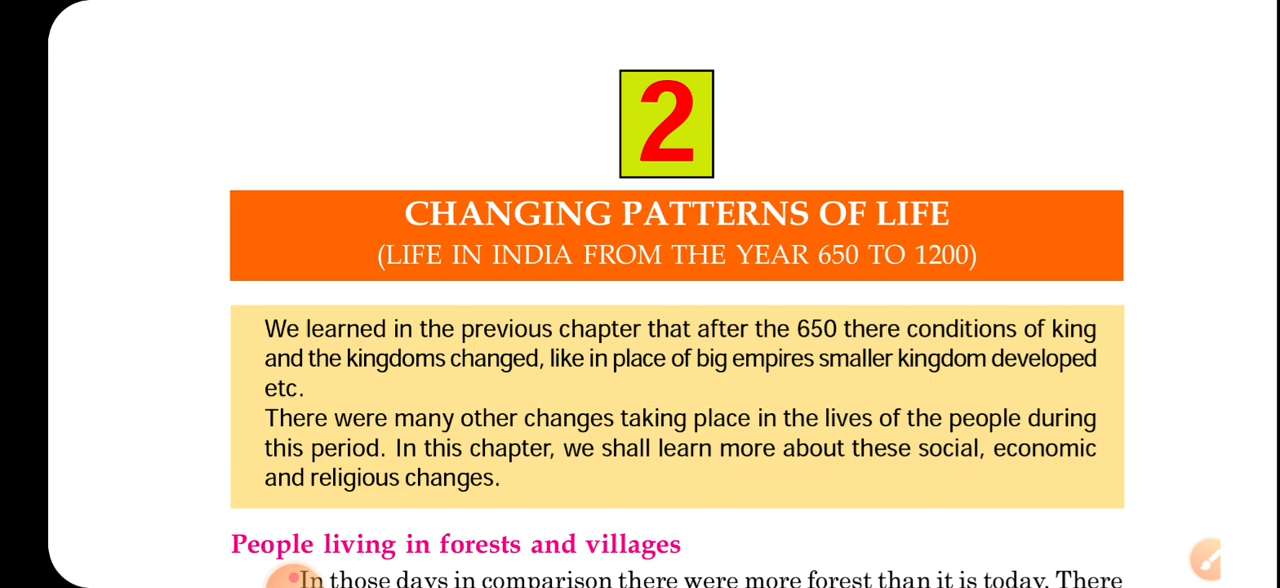 2
CHANGING PATTERNS OF LIFE
(LIFE IN INDIA FROM THE YEAR 650 TO 1200)
We learned in the previous chapter that after the 650 there conditions of king
and the kingdoms changed, like in place of big empires smaller kingdom developed
etc.
There were many other changes taking place in the lives of the people during
this period. In this chapter, we shall learn more about these social, economic
and religious changes.
People living in forests and villages
In those days in comparison there were more forest than it is today. There